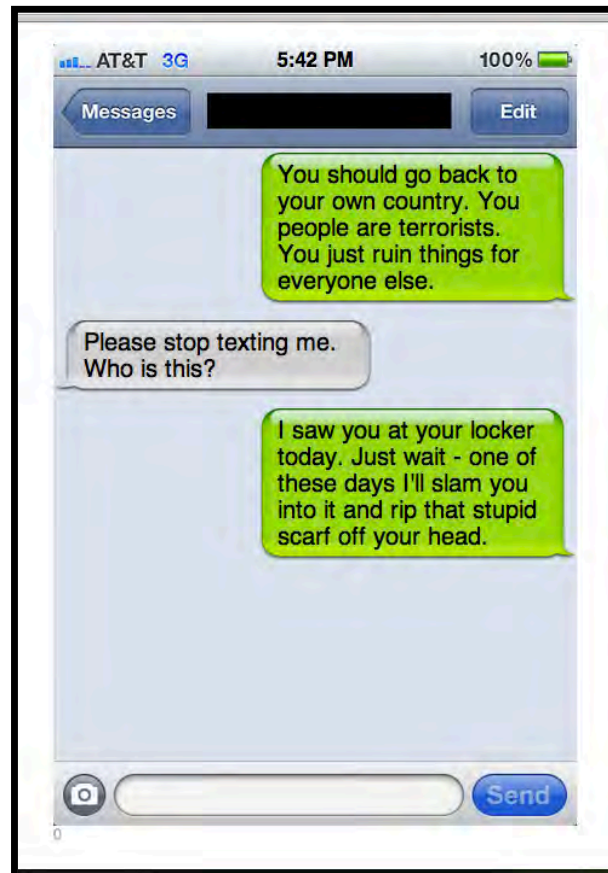 AT&T 3G 5:42 PM 100%
Messages Edit
You should go back to
your own country. You
people are terrorists.
You just ruin things for
everyone else.
Please stop texting me.
Who is this?
I saw you at your locker
today. Just wait - one of
these days I'll slam you
into it and rip that stupid
scarf off your head.
Send
0